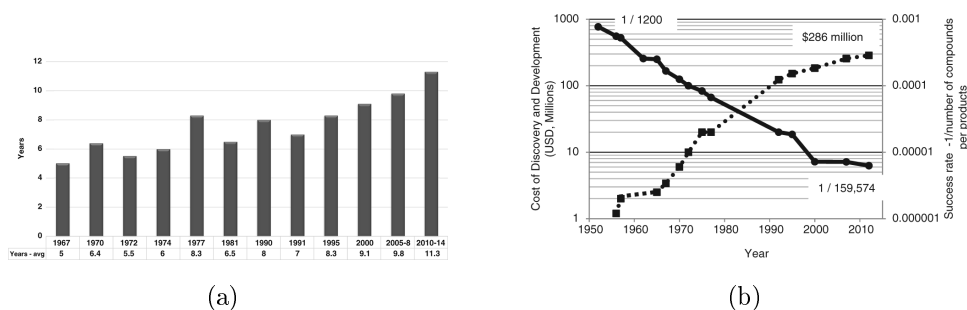 12
10
8
6
4
2
0
Years
1967 1970 1972 1974 1977 1981 1990 1991 1995 2000 2005-8 2010-14
Years - avg 5 6.4 5.5 6 8.3 6.5 8 7 8.3 9.1 9.8 11.3
(a)
Cost of Discovery and Development
(USD, Millions)
1000
100
10
1
1 / 1200
$286 million
1 / 159,574
0.001
0.0001
0.00001
0.000001
Success rate -1/number of compounds
per products
1950 1960 1970 1980 1990 2000 2010
Year
(b)